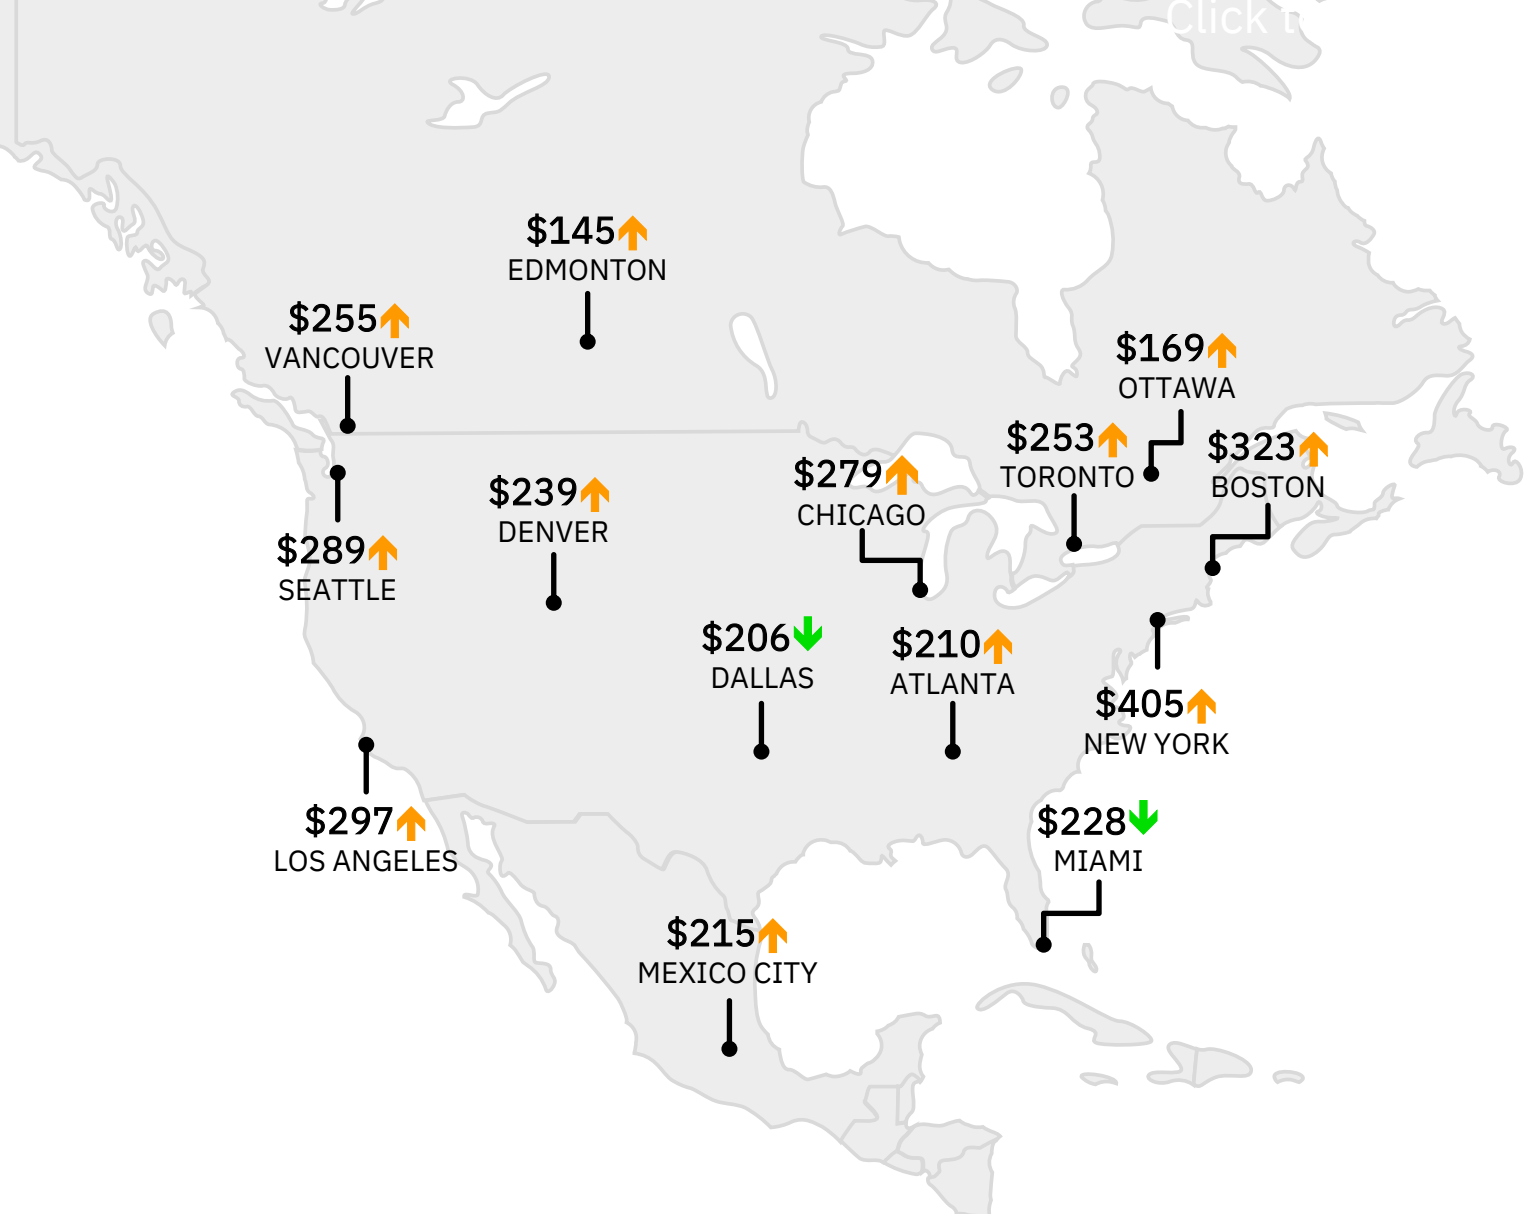 Click t
$145
EDMONTON
$255
VANCOUVER
$169
OTTAWA
$253
TORONTO
$323
BOSTON
$279
CHICAGO
$239
DENVER
$289
SEATTLE
$206
DALLAS
$210
ATLANTA
$405
NEW YORK
$297
LOS ANGELES
$228
MIAMI
$215
MEXICO CITY